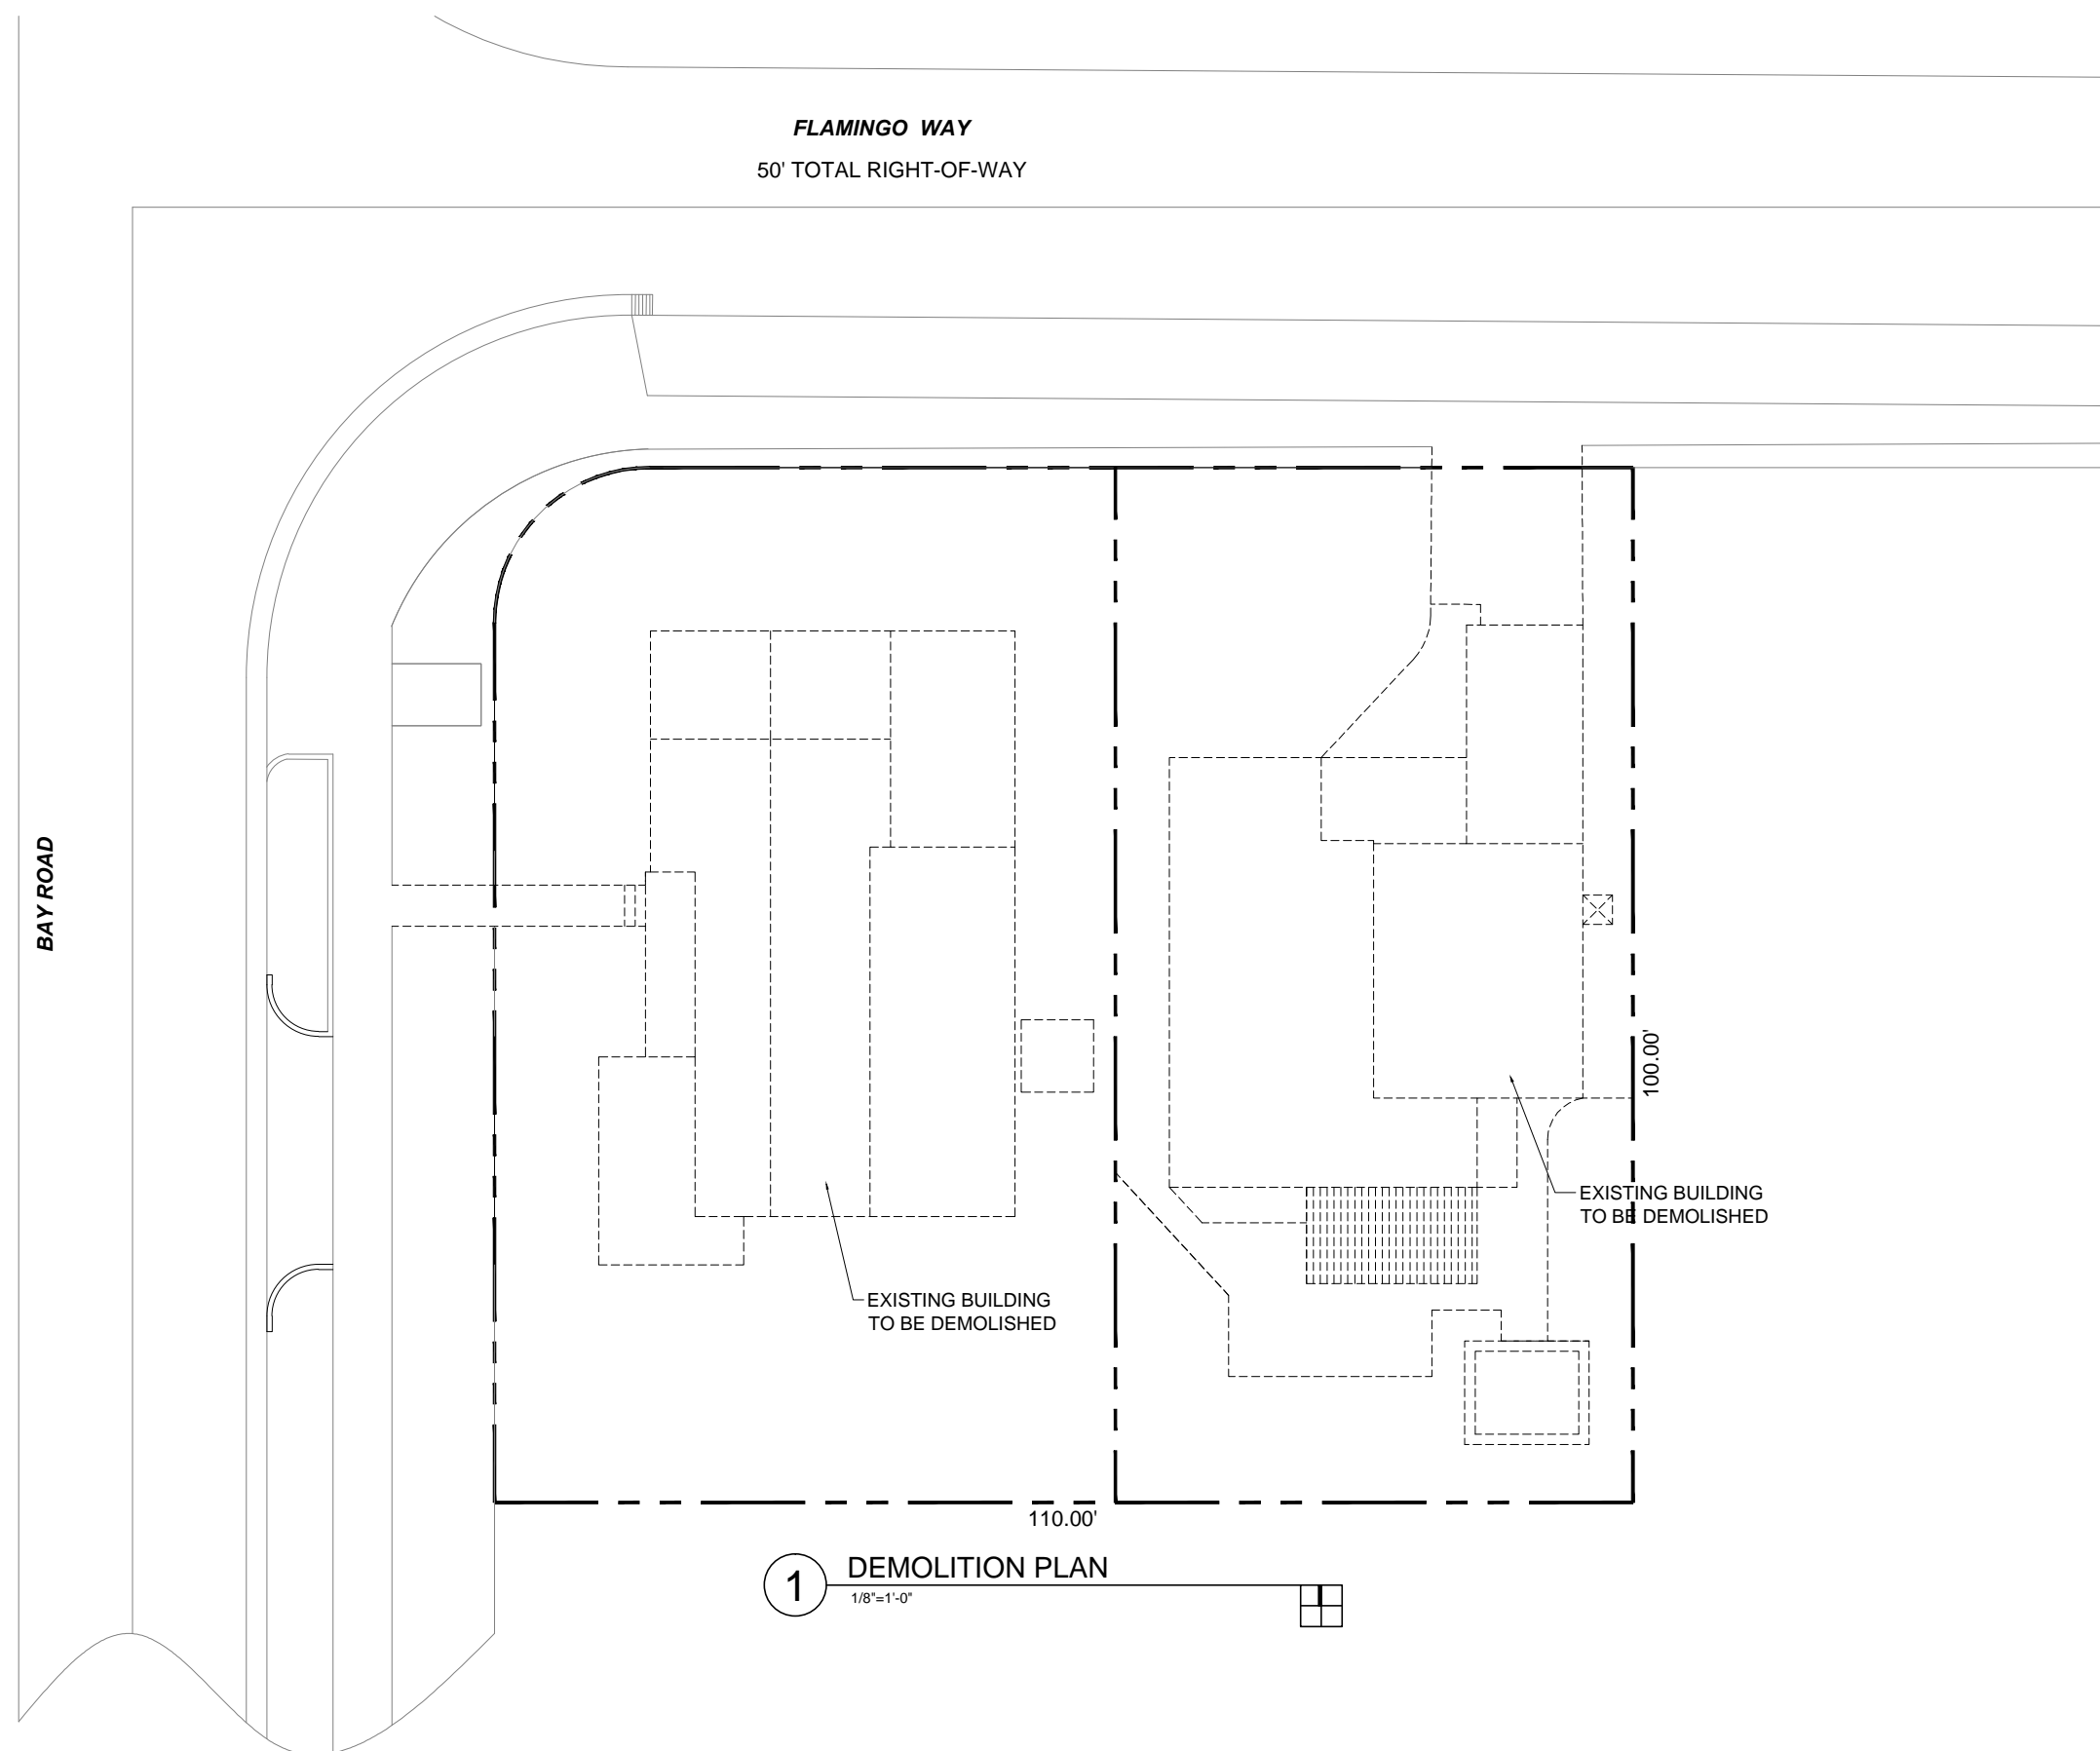 FLAMINGO WAY
50' TOTAL RIGHT-OF-WAY
BAY ROAD
100.00'
EXISTING BUILDING
TO BE DEMOLISHED
EXISTING BUILDING
TO BE DEMOLISHED
110.00'
1
DEMOLITION PLAN
1/8"=1'-0"